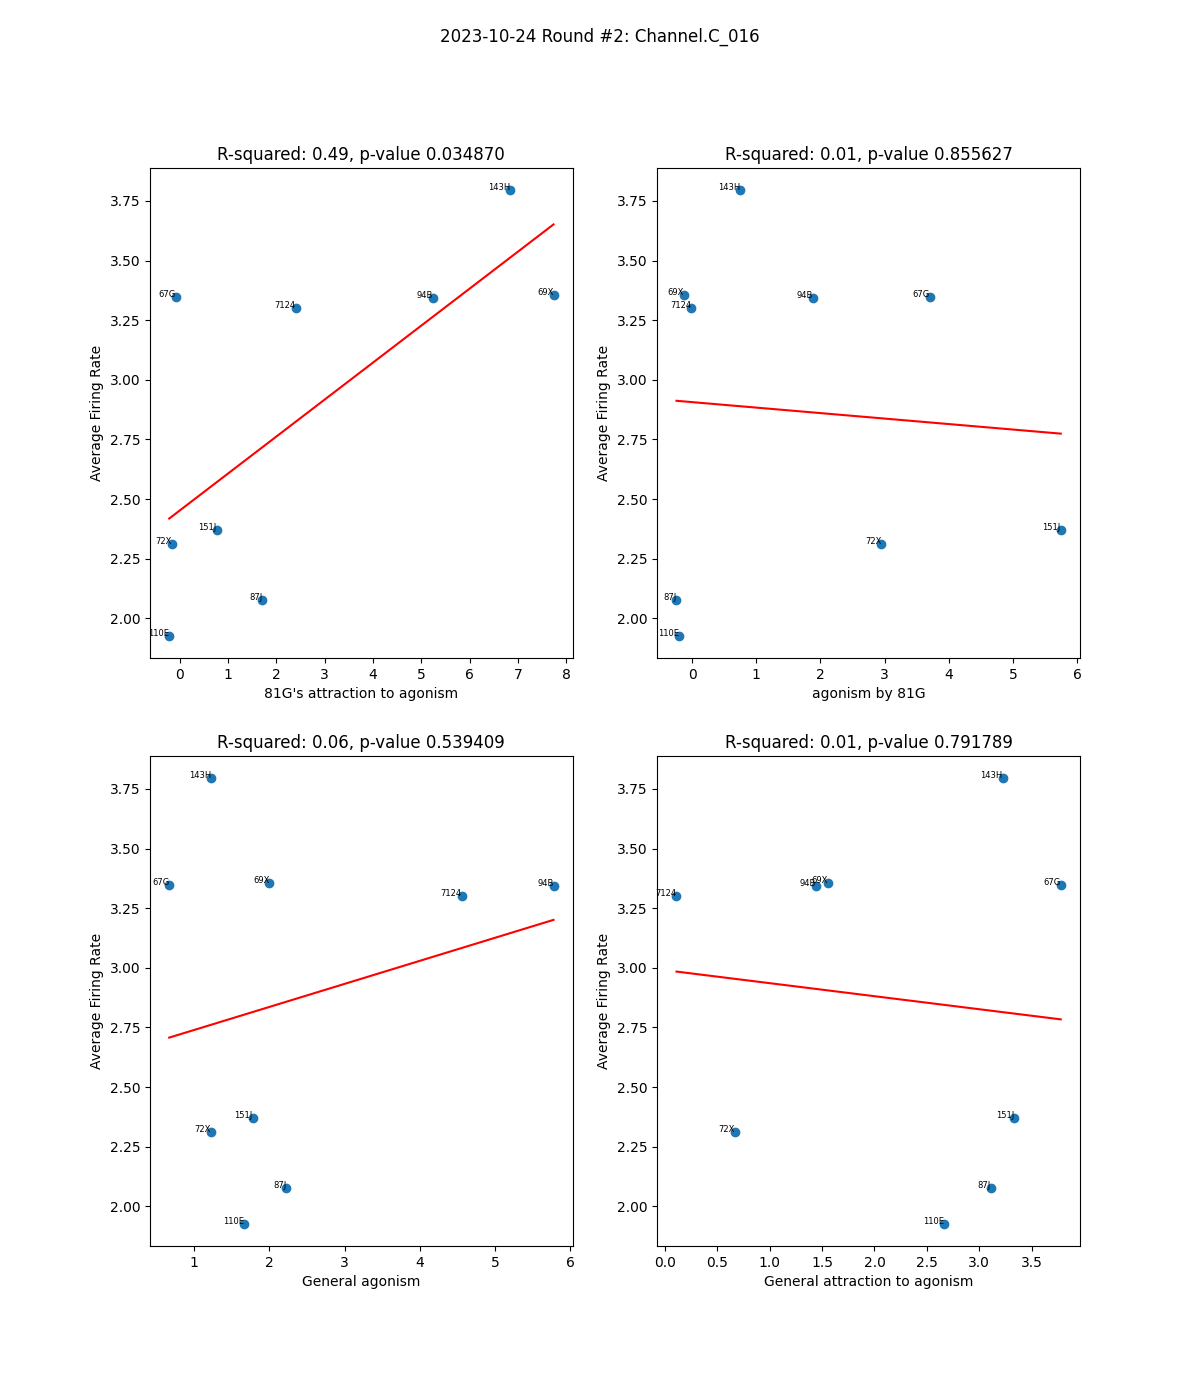 2023-10-24 Round #2: Channel.C_016
R-squared: 0.49, p-value 0.034870
Average Firing Rate
3.75
3.50
3.25
3.00
2.75
2.50
2.25
2.00
143H
67G
7124
94B
69X
151J
72X
87J
110E
0 1 2 3 4 5 6 7 8
81G's attraction to agonism
R-squared: 0.01, p-value 0.855627
Average Firing Rate
3.75
3.50
3.25
3.00
2.75
2.50
2.25
2.00
143H
69X
7124
94B
67G
151J
72X
87J
110E
0 1 2 3 4 5 6
agonism by 81G
R-squared: 0.06, p-value 0.539409
Average Firing Rate
3.75
3.50
3.25
3.00
2.75
2.50
2.25
2.00
143H
67G
69X
7124
94B
151J
72X
87J
110E
1 2 3 4 5 6
General agonism
R-squared: 0.01, p-value 0.791789
Average Firing Rate
3.75
3.50
3.25
3.00
2.75
2.50
2.25
2.00
143H
7124
94B
69X
67G
151J
72X
87J
110E
0.0 0.5 1.0 1.5 2.0 2.5 3.0 3.5
General attraction to agonism